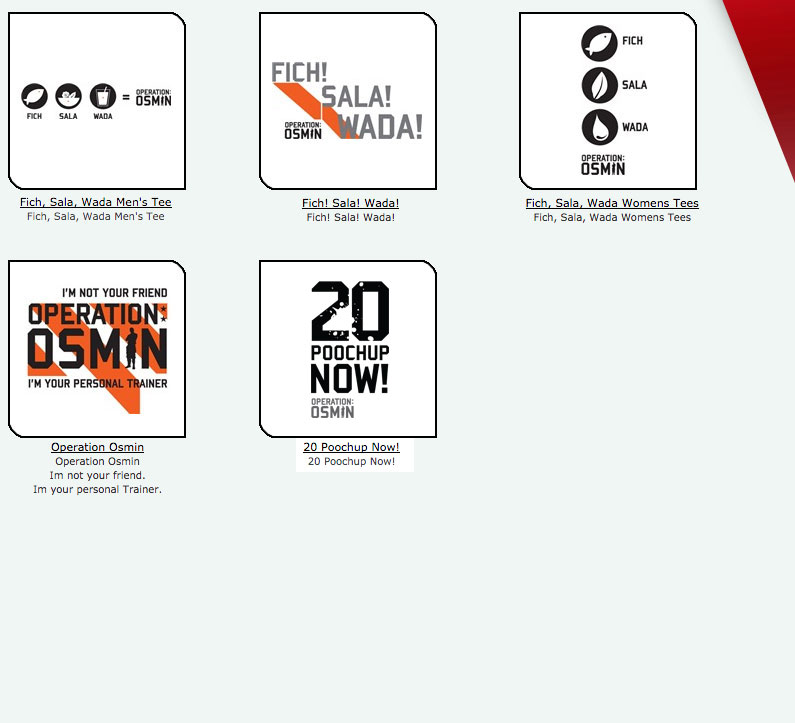 FICH SALA WADA = OPERATION:
OSMIN
Fich, Sala, Wada Men's Tee
Fich, Sala, Wada Men's Tee
FICH!
SALA!
WADA!
OPERATION:
OSMIN
Fich! Sala! Wada!
Fich! Sala! Wada!
FICH
SALA
WADA
OPERATION:
OSMIN
Fich, Sala, Wada Womens Tees
Fich, Sala, Wada Womens Tees
I'M NOT YOUR FRIEND
OPERATION:
OSMIN
I'M YOUR PERSONAL TRAINER
Operation Osmin
Operation Osmin
Im not your friend.
Im your personal Trainer.
20
POOCHUP
NOW!
OPERATION:
OSMIN
20 Poochup Now!
20 Poochup Now!